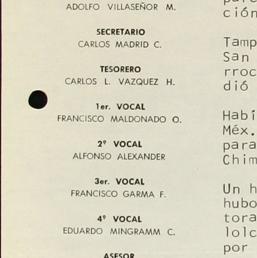 ADOLFO VILLASEÑOR M.
SECRETARIO
CARLOS MADRID C.
TESORERO
CARLOS L. VAZQUEZ H.
1er. VOCAL
FRANCISCO MALDONADO O.
2º VOCAL
ALFONSO ALEXANDER
3er. VOCAL
FRANCISCO GARMA F.
4º VOCAL
EDUARDO MINGRAMM C.
ASESOR
ción
Tamp
San
rroc
dió
Habí
Méx.
para
Chim
Un h
hubo
tora
lolc
por